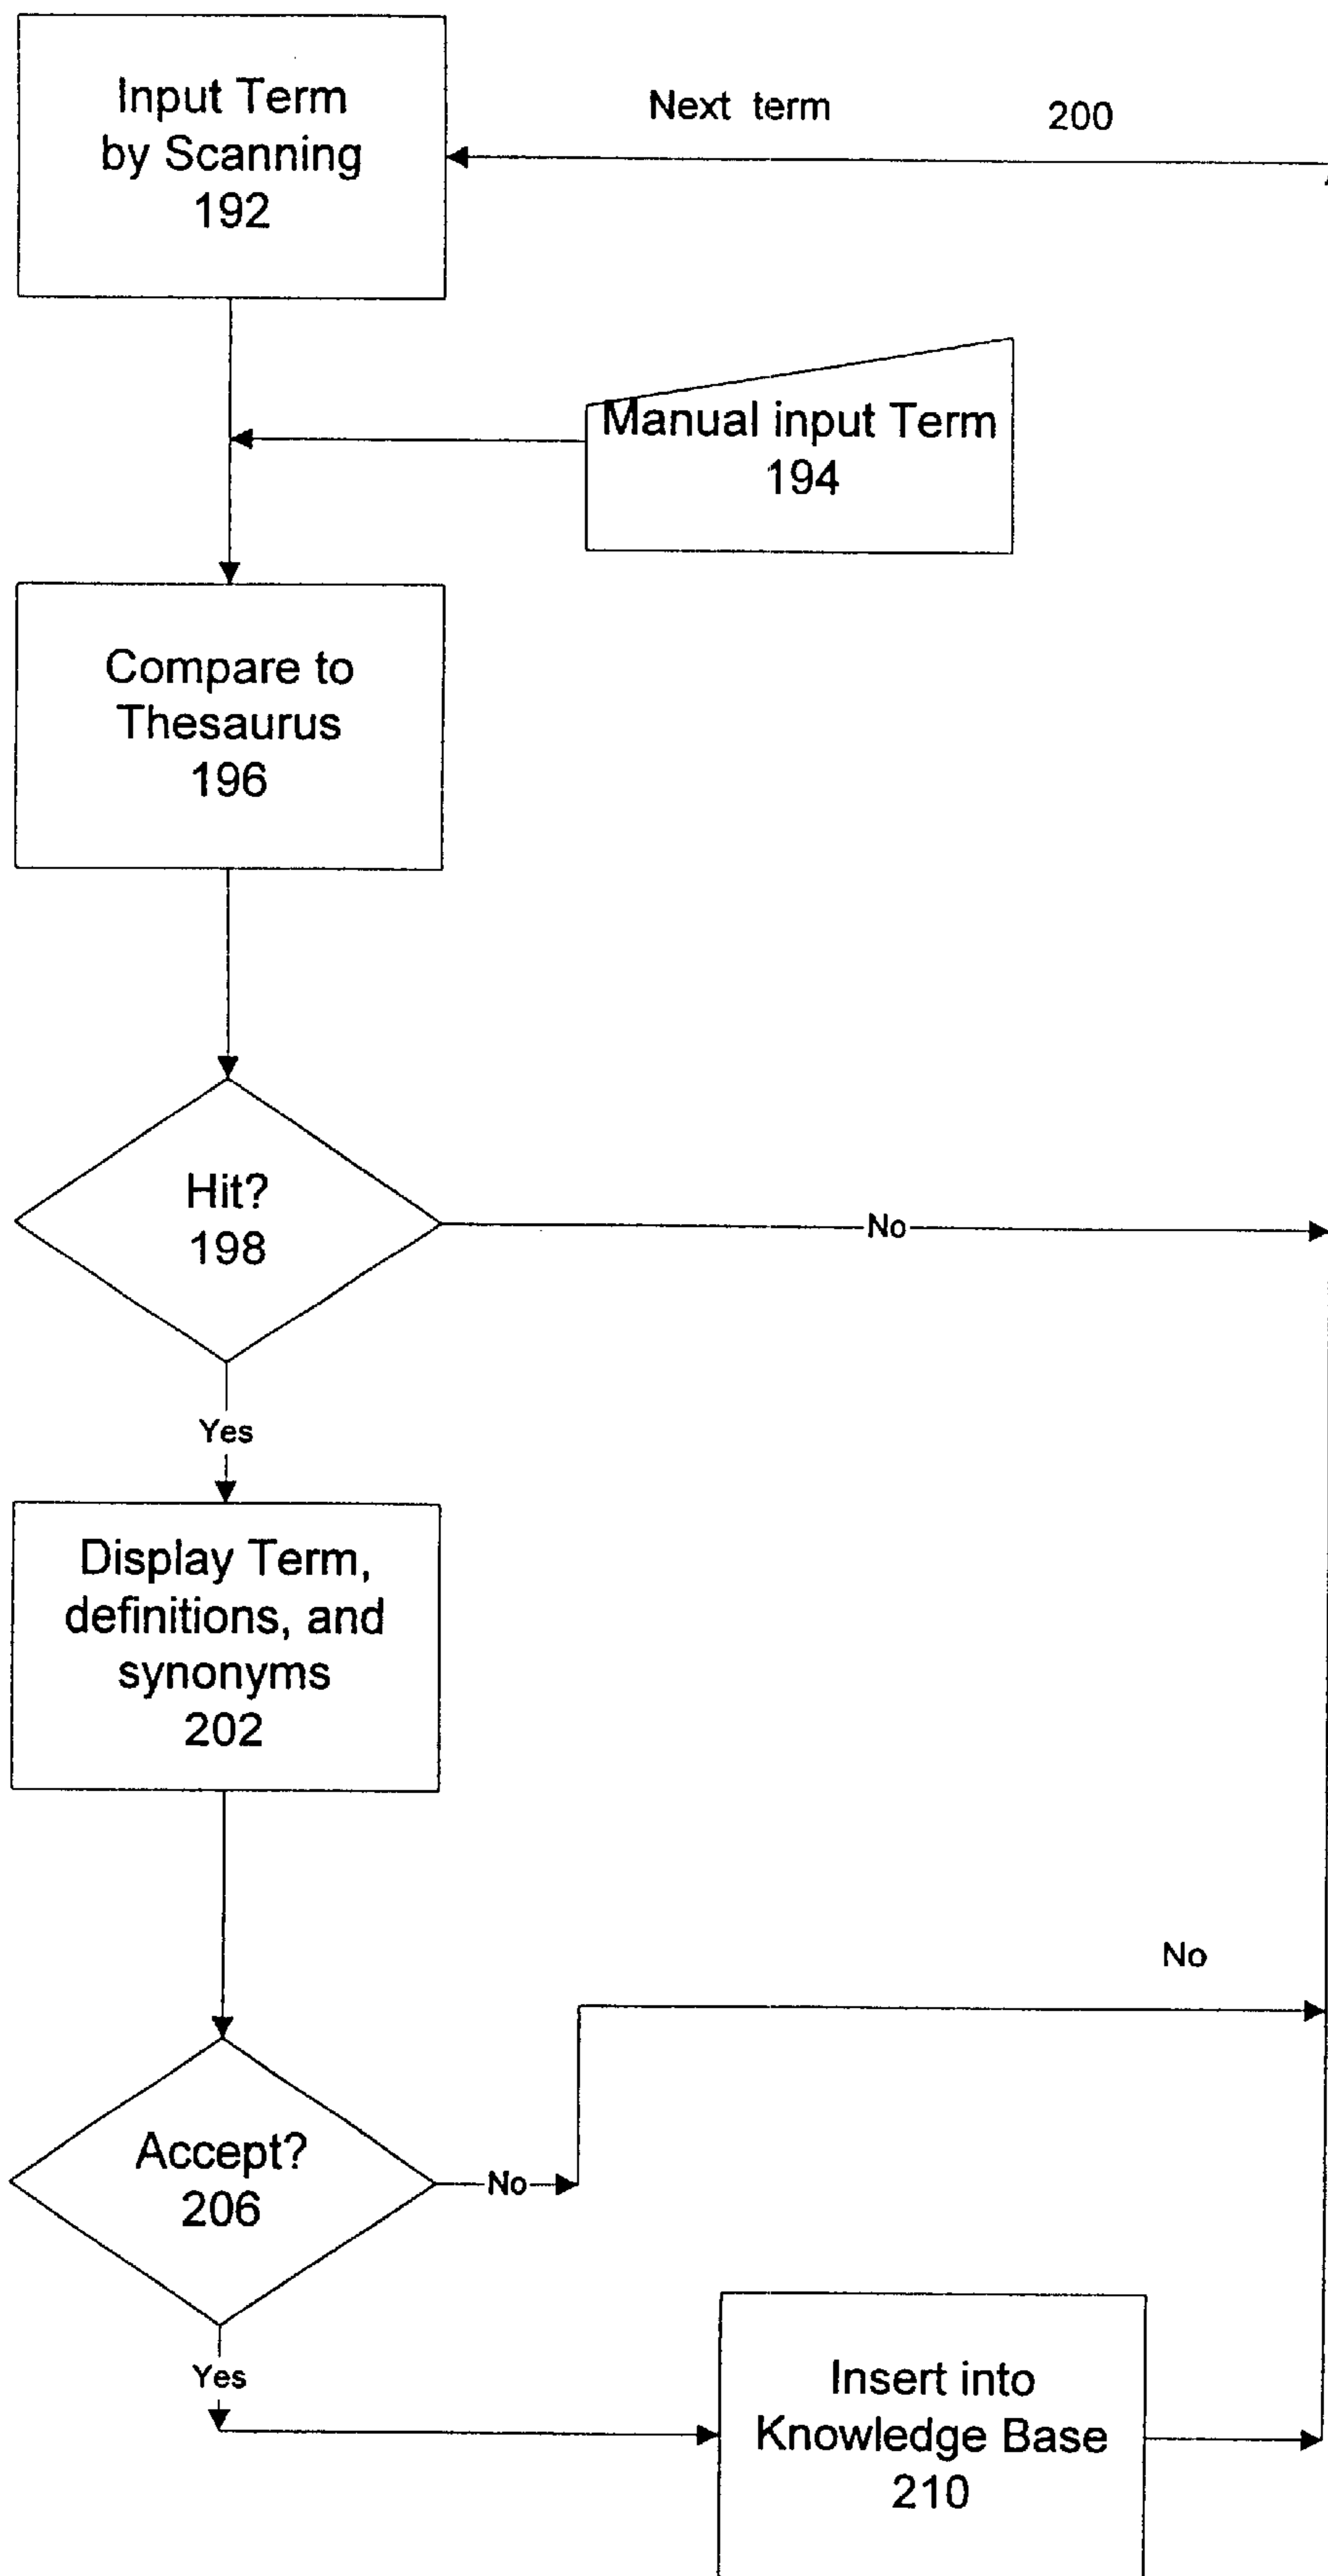 Input Term
by Scanning
192
Next term 200
Manual input Term
194
Compare to
Thesaurus
196
Hit?
198
No
Yes
Display Term,
definitions, and
synonyms
202
No
Accept?
206
No
Yes
Insert into
Knowledge Base
210